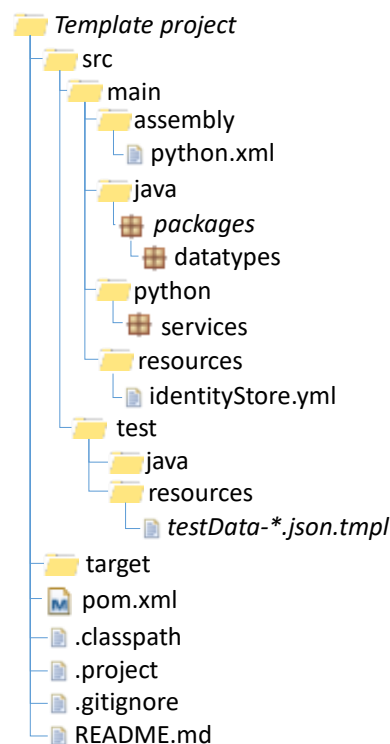 Template project
src
main
assembly
python.xml
java
packages
datatypes
python
services
resources
identityStore.yml
test
java
resources
testData-*.json.tmpl
target
M pom.xml
.classpath
.project
.gitignore
README.md